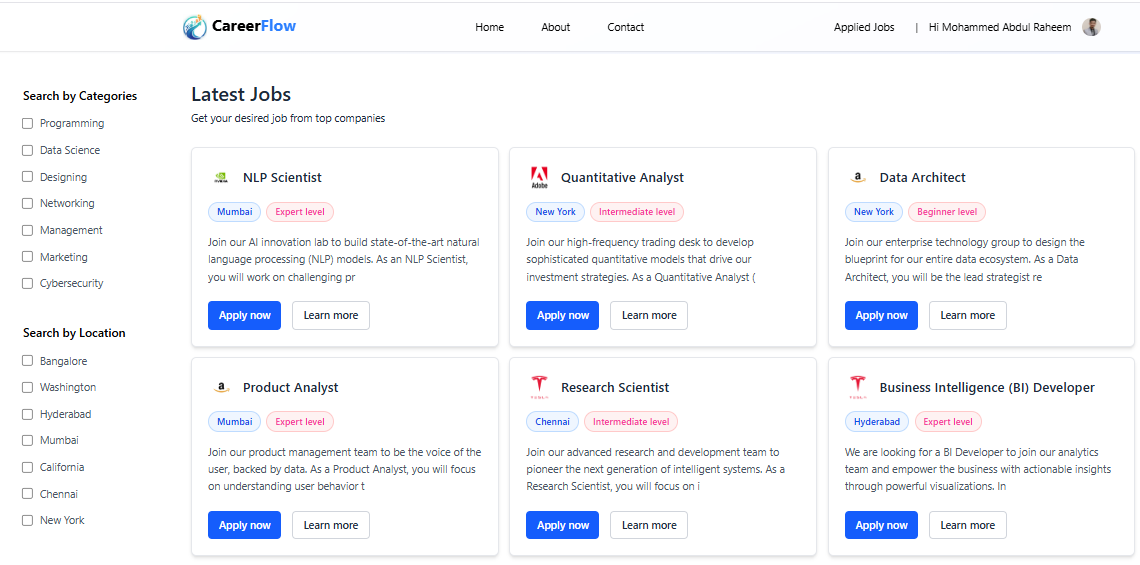 CareerFlow
Home About Contact
Applied Jobs | Hi Mohammed Abdul Raheem
Search by Categories
Programming
Data Science
Designing
Networking
Management
Marketing
Cybersecurity
Search by Location
Bangalore
Washington
Hyderabad
Mumbai
California
Chennai
New York
Latest Jobs
Get your desired job from top companies
NVIDIA
NLP Scientist
Mumbai Expert level
Join our AI innovation lab to build state-of-the-art natural
language processing (NLP) models. As an NLP Scientist,
you will work on challenging pr
Apply now Learn more
Adobe
Quantitative Analyst
New York Intermediate level
Join our high-frequency trading desk to develop
sophisticated quantitative models that drive our
investment strategies. As a Quantitative Analyst (
Apply now Learn more
a
Data Architect
New York Beginner level
Join our enterprise technology group to design the
blueprint for our entire data ecosystem. As a Data
Architect, you will be the lead strategist re
Apply now Learn more
a
Product Analyst
Mumbai Expert level
Join our product management team to be the voice of the
user, backed by data. As a Product Analyst, you will focus
on understanding user behavior t
Apply now Learn more
TESLA
Research Scientist
Chennai Intermediate level
Join our advanced research and development team to
pioneer the next generation of intelligent systems. As a
Research Scientist, you will focus on i
Apply now Learn more
TESLA
Business Intelligence (BI) Developer
Hyderabad Expert level
We are looking for a BI Developer to join our analytics
team and empower the business with actionable insights
through powerful visualizations. In
Apply now Learn more